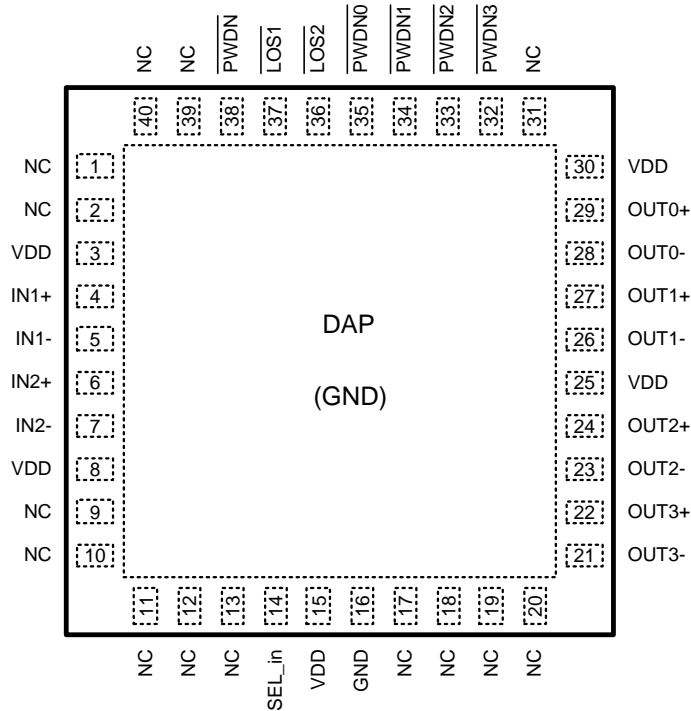 NC
NC
PWDN
LOS1
LOS2
PWDN0
PWDN1
PWDN2
PWDN3
NC
40
39
38
37
36
35
34
33
32
31
NC 1
NC 2
VDD 3
IN1+ 4
IN1- 5
IN2+ 6
IN2- 7
VDD 8
NC 9
NC 10
DAP
(GND)
30 VDD
29 OUT0+
28 OUT0-
27 OUT1+
26 OUT1-
25 VDD
24 OUT2+
23 OUT2-
22 OUT3+
21 OUT3-
11
12
13
14
15
16
17
18
19
20
NC
NC
NC
SEL_in
VDD
GND
NC
NC
NC
NC